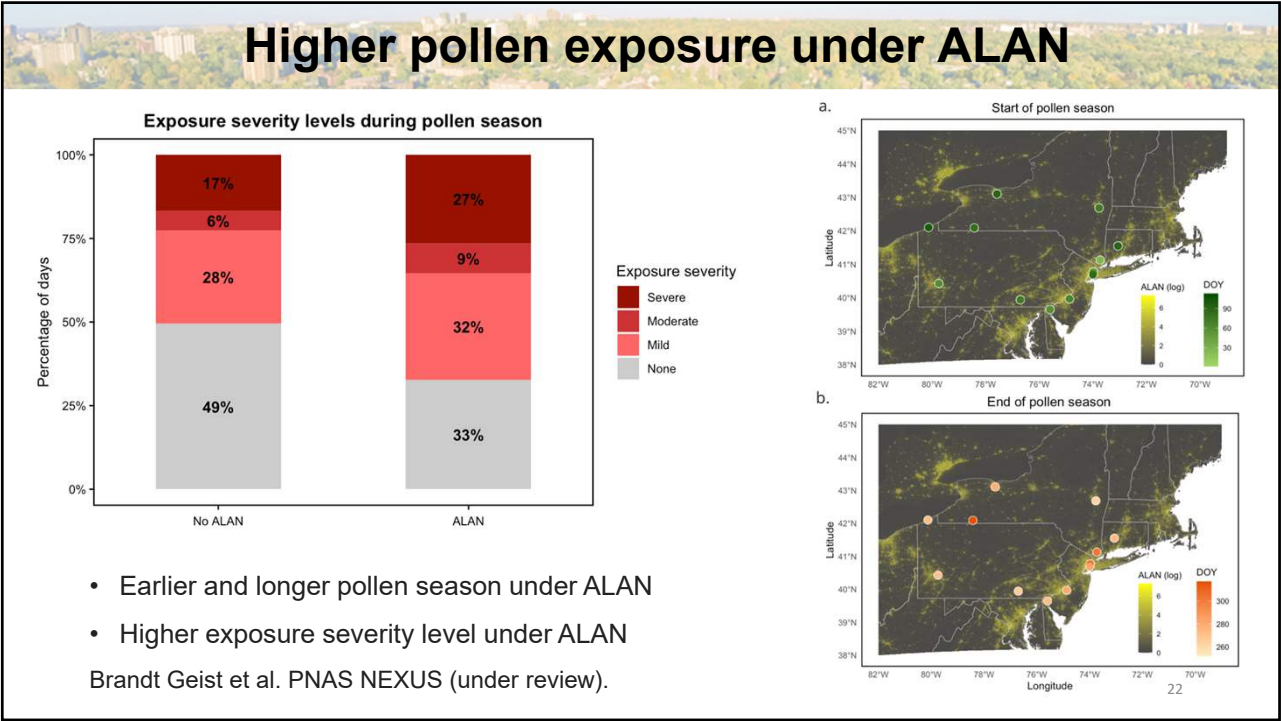 Higher pollen exposure under ALAN
Exposure severity levels during pollen season
Percentage of days
100%
75%
50%
25%
0%
17%
6%
28%
49%
27%
9%
32%
33%
No ALAN
ALAN
Exposure severity
Severe
Moderate
Mild
None
• Earlier and longer pollen season under ALAN
• Higher exposure severity level under ALAN
Brandt Geist et al. PNAS NEXUS (under review).
a.
Start of pollen season
Latitude
45°N
44°N
43°N
42°N
41°N
40°N
39°N
38°N
82°W 80°W 78°W 76°W 74°W 72°W 70°W
ALAN (log)
6
4
2
0
DOY
90
60
30
b.
End of pollen season
Latitude
45°N
44°N
43°N
42°N
41°N
40°N
39°N
38°N
82°W 80°W 78°W 76°W 74°W 72°W 70°W
Longitude
ALAN (log)
6
4
2
0
DOY
300
280
260
22